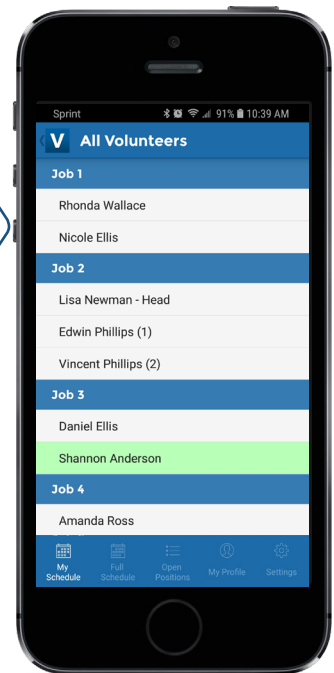 Sprint 91% 10:39 AM
V All Volunteers
Job 1
Rhonda Wallace
Nicole Ellis
Job 2
Lisa Newman - Head
Edwin Phillips (1)
Vincent Phillips (2)
Job 3
Daniel Ellis
Shannon Anderson
Job 4
Amanda Ross
My Schedule
Full Schedule
Open Positions
My Profile
Settings